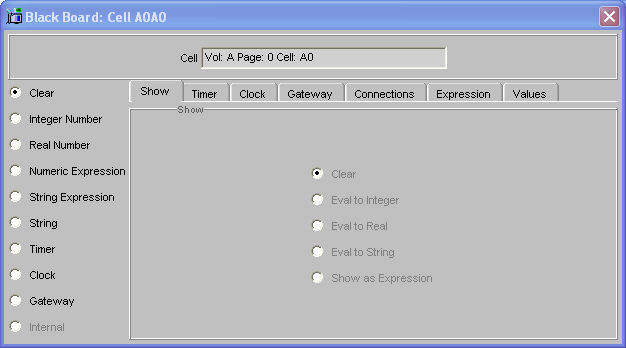 Black Board: Cell A0A0
Cell Vol: A Page: 0 Cell: A0
Show Timer Clock Gateway Connections Expression Values
Show
Clear
Integer Number
Real Number
Numeric Expression
String Expression
String
Timer
Clock
Gateway
Internal
Clear
Eval to Integer
Eval to Real
Eval to String
Show as Expression